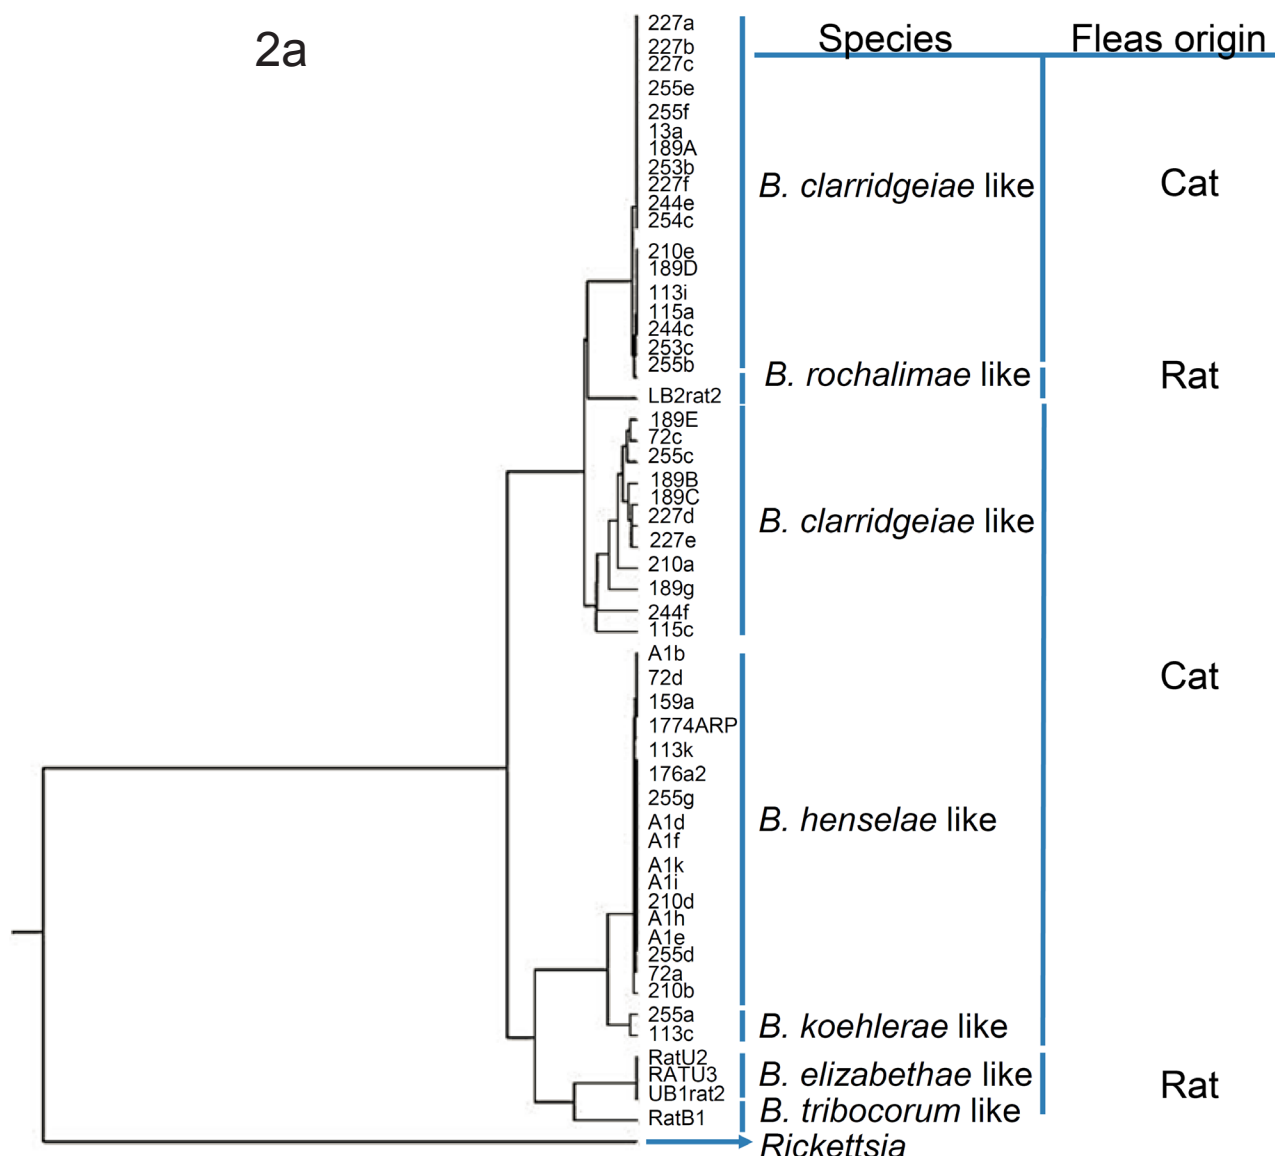 2a
Species
Fleas origin
227a
227b
227c
255e
255f
13a
189A
253b
227f
244e
254c
210e
189D
113i
115a
244c
253c
255b
B. clarridgeiae like
Cat
LB2rat2
B. rochalimae like
Rat
189E
72c
255c
189B
189C
227d
227e
210a
189g
244f
115c
B. clarridgeiae like
A1b
72d
159a
1774ARP
113k
176a2
255g
A1d
A1f
A1k
A1i
210d
A1h
A1e
255d
72a
210b
B. henselae like
Cat
255a
113c
B. koehlerae like
RatU2
RATU3
UB1rat2
B. elizabethae like
Rat
RatB1
B. tribocorum like
Rickettsia